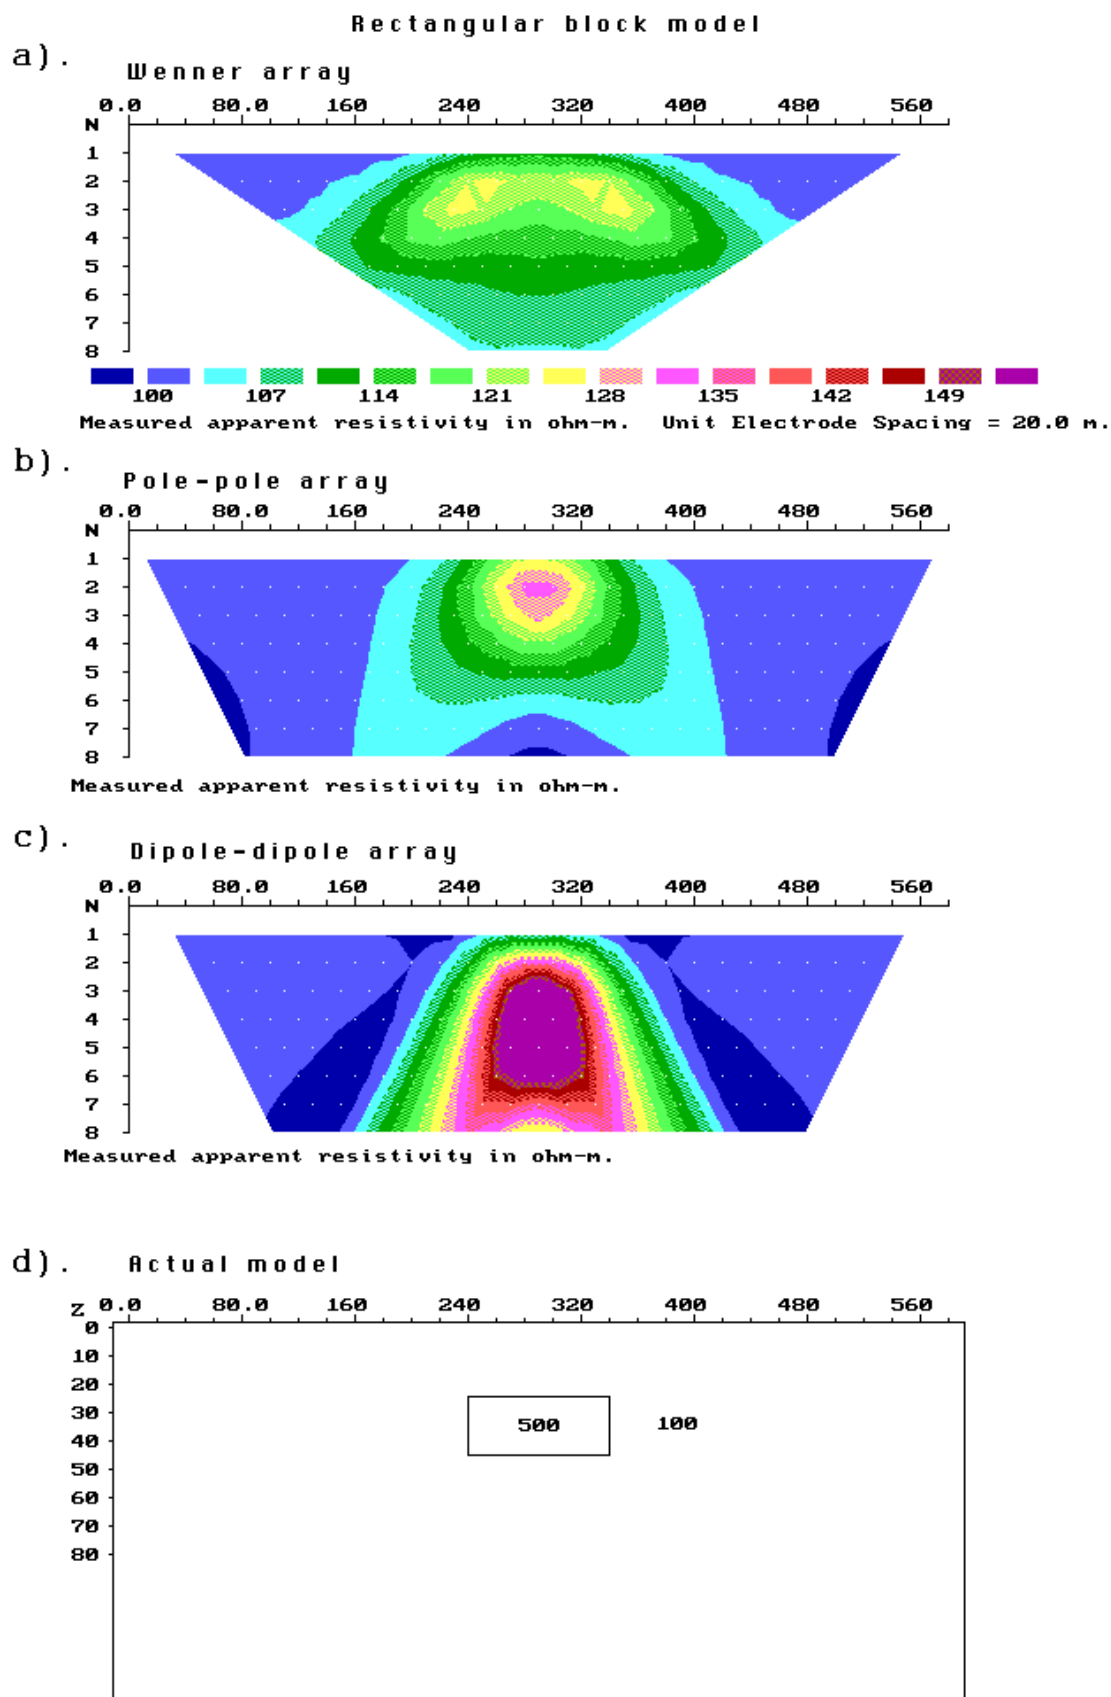 Rectangular block model
a).
Wenner array
0.0 80.0 160 240 320 400 480 560
N
1
2
3
4
5
6
7
8
100 107 114 121 128 135 142 149
Measured apparent resistivity in ohm-m. Unit Electrode Spacing = 20.0 m.
b).
Pole-pole array
0.0 80.0 160 240 320 400 480 560
N
1
2
3
4
5
6
7
8
Measured apparent resistivity in ohm-m.
c).
Dipole-dipole array
0.0 80.0 160 240 320 400 480 560
N
1
2
3
4
5
6
7
8
Measured apparent resistivity in ohm-m.
d).
Actual model
Z 0.0 80.0 160 240 320 400 480 560
0
10
20
30
500 100
40
50
60
70
80